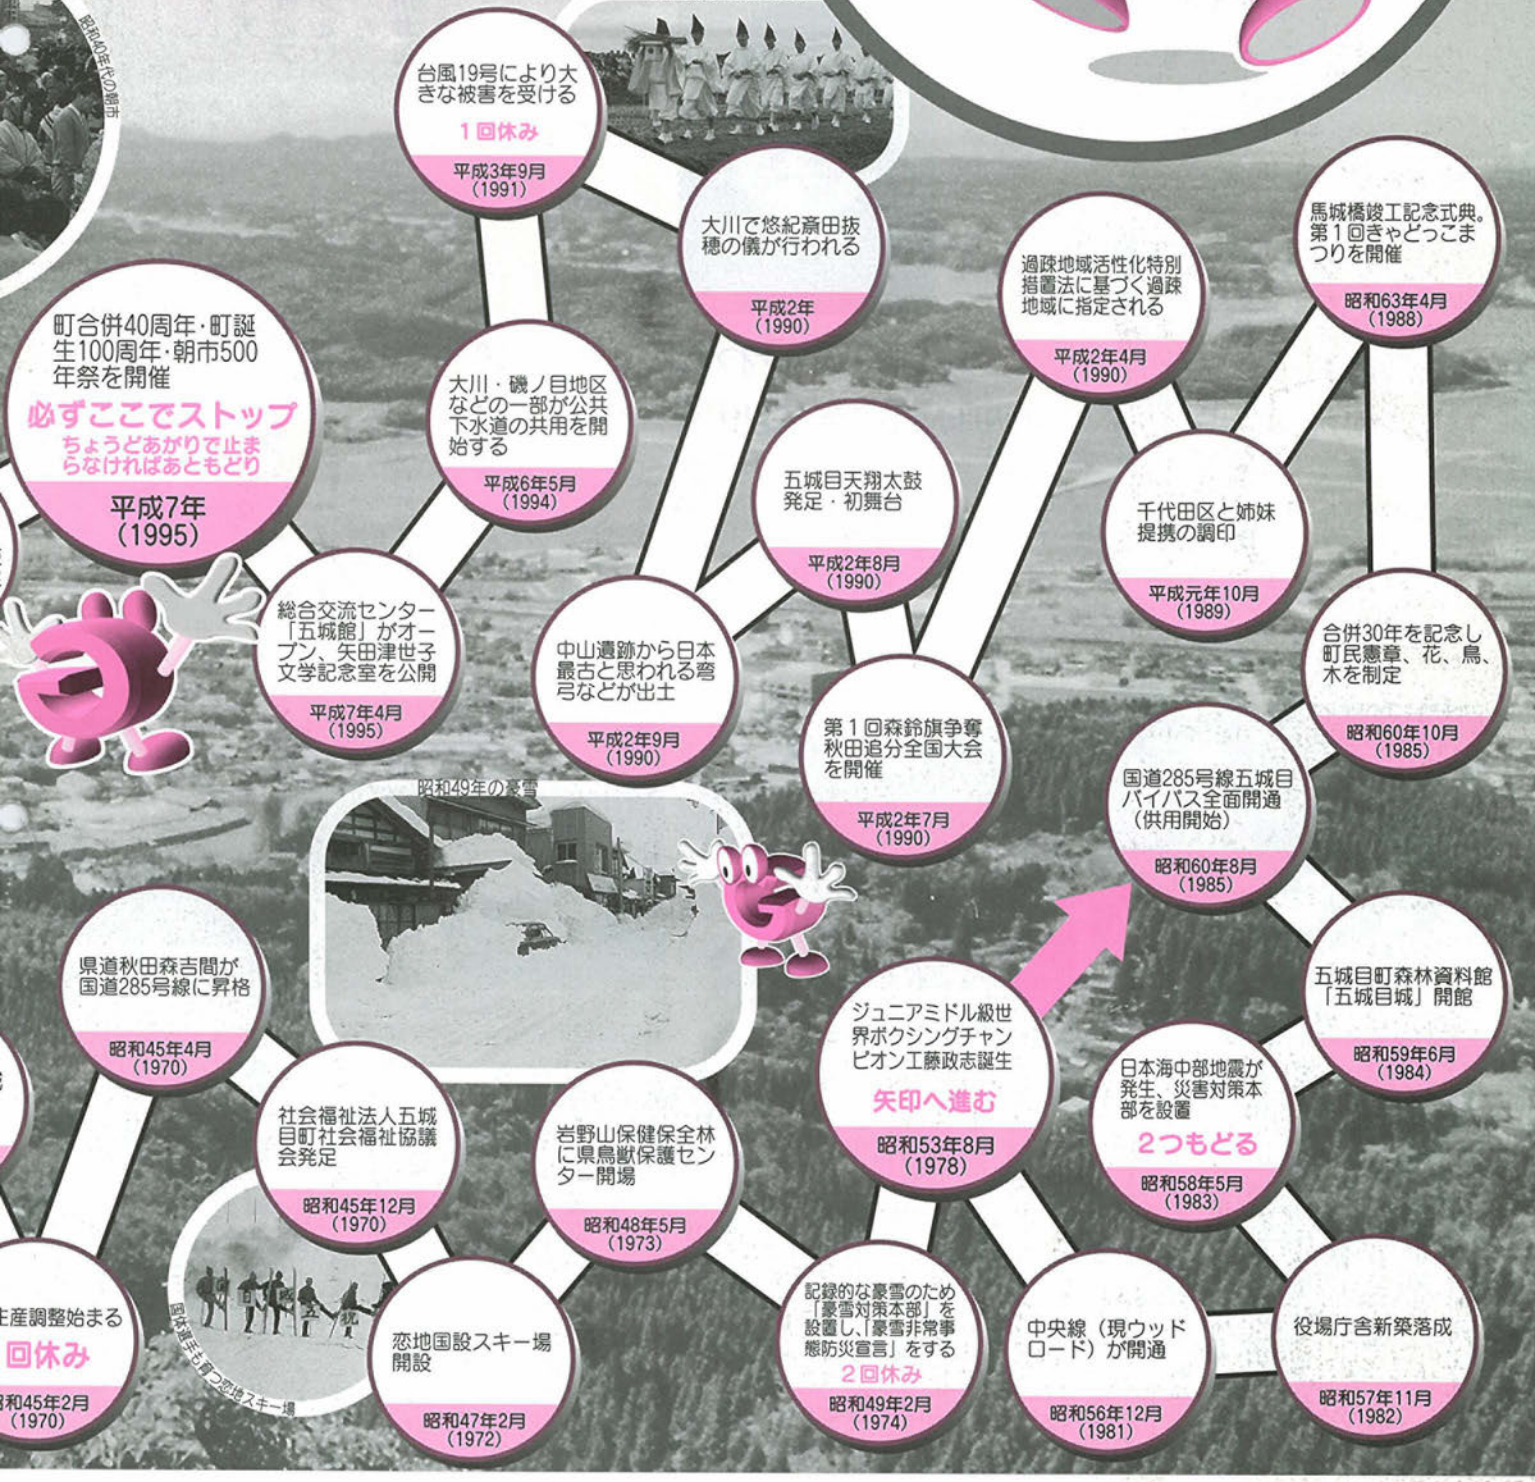 昭和40年代の朝市
台風19号により大
きな被害を受ける
1回休み
平成3年9月
(1991)
大川で悠紀斎田抜
穂の儀が行われる
平成2年
(1990)
過疎地域活性化特別
措置法に基づく過疎
地域に指定される
平成2年4月
(1990)
馬城橋竣工記念式典。
第1回きゃどっこま
つりを開催
昭和63年4月
(1988)
町合併40周年・町誕
生100周年・朝市500
年祭を開催
必ずここでストップ
ちょうどあがりで止ま
らなければあともどり
平成7年
(1995)
大川・磯ノ目地区
などの一部が公共
下水道の共用を開
始する
平成6年5月
(1994)
五城目天翔太鼓
発足・初舞台
平成2年8月
(1990)
千代田区と姉妹
提携の調印
平成元年10月
(1989)
総合交流センター
「五城館」がオー
プン、矢田津世子
文学記念室を公開
平成7年4月
(1995)
中山遺跡から日本
最古と思われる弯
弓などが出土
平成2年9月
(1990)
合併30年を記念し
町民憲章、花、鳥、
木を制定
昭和60年10月
(1985)
第1回森鈴旗争奪
秋田追分全国大会
を開催
平成2年7月
(1990)
国道285号線五城目
バイパス全面開通
(供用開始)
昭和60年8月
(1985)
昭和49年の豪雪
県道秋田森吉間が
国道285号線に昇格
昭和45年4月
(1970)
五城目町森林資料館
「五城目城」開館
昭和59年6月
(1984)
ジュニアミドル級世
界ボクシングチャン
ピオン工藤政志誕生
矢印へ進む
昭和53年8月
(1978)
日本海中部地震が
発生、災害対策本
部を設置
2つもどる
昭和58年5月
(1983)
社会福祉法人五城
目町社会福祉協議
会発足
昭和45年12月
(1970)
岩野山保健保全林
に県鳥獣保護セン
ター開場
昭和48年5月
(1973)
国体選手も育つ恋地スキー場
生産調整始まる
回休み
和45年2月
(1970)
恋地国設スキー場
開設
昭和47年2月
(1972)
記録的な豪雪のため
「豪雪対策本部」を
設置し、「豪雪非常事
態防災宣言」をする
2回休み
昭和49年2月
(1974)
中央線(現ウッド
ロード)が開通
昭和56年12月
(1981)
役場庁舎新築落成
昭和57年11月
(1982)